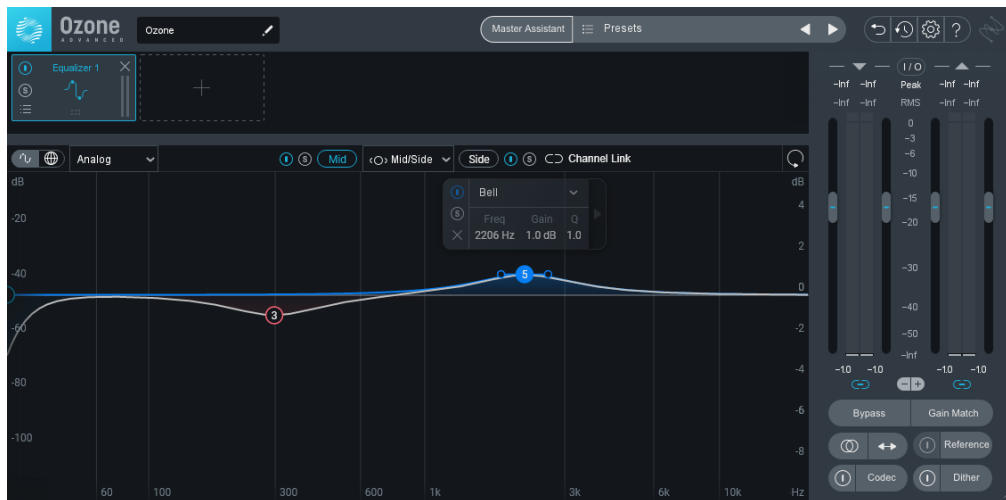 Ozone
ADVANCED
Ozone
Master Assistant
Presets
?
Equalizer 1
S
+
I/O
-Inf -Inf Peak -Inf -Inf
-Inf -Inf RMS -Inf -Inf
0
-3
-6
-10
-15
-20
-30
-40
-50
-Inf
-1.0 -1.0 -1.0 -1.0
Analog
S
Mid
Mid/Side
Side
S
Channel Link
dB
-20
-40
-60
-80
-100
Bell
S
Freq Gain Q
2206 Hz 1.0 dB 1.0
5
3
dB
4
2
0
-2
-4
-6
-8
60 100 300 600 1k 3k 6k 10k Hz
Bypass
Gain Match
Reference
Codec
Dither